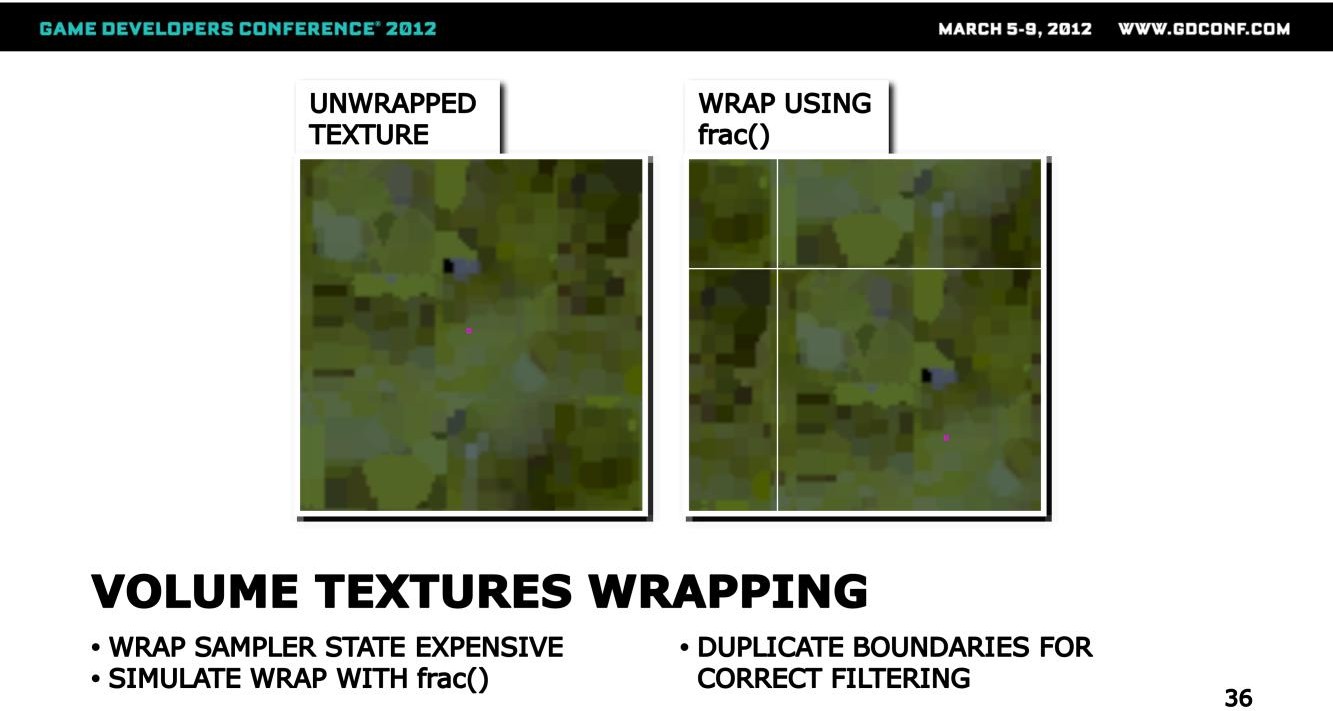 GAME DEVELOPERS CONFERENCE® 2012
MARCH 5-9, 2012 WWW.GDCONF.COM
UNWRAPPED
TEXTURE
WRAP USING
frac()
VOLUME TEXTURES WRAPPING
• WRAP SAMPLER STATE EXPENSIVE
• SIMULATE WRAP WITH frac()
• DUPLICATE BOUNDARIES FOR
CORRECT FILTERING
36